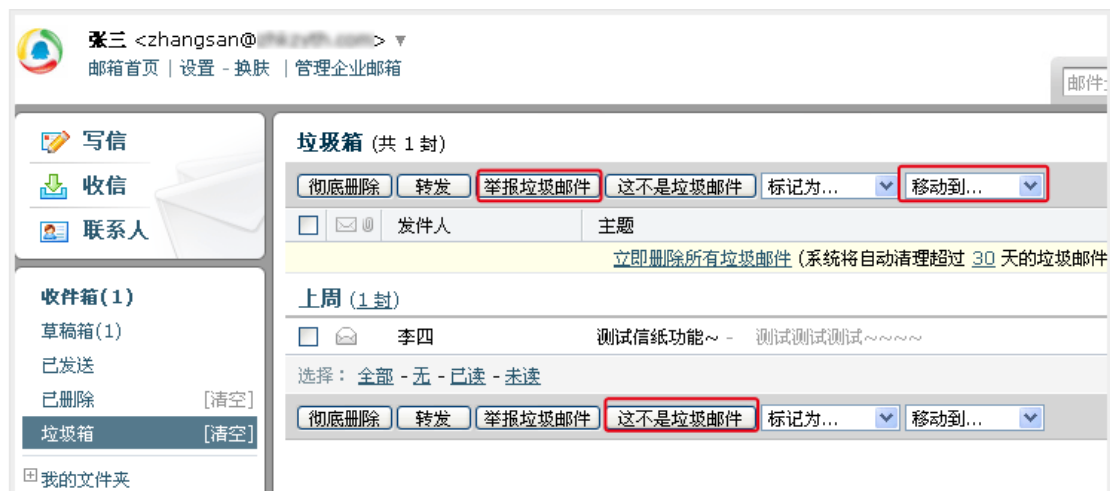 张三 <zhangsan@ > ▼
邮箱首页 | 设置 - 换肤 | 管理企业邮箱
邮件
写信
收信
联系人
收件箱(1)
草稿箱(1)
已发送
已删除 [清空]
垃圾箱 [清空]
我的文件夹
垃圾箱 (共 1 封)
彻底删除 转发 举报垃圾邮件 这不是垃圾邮件 标记为... 移动到...
发件人 主题
立即删除所有垃圾邮件 (系统将自动清理超过 30 天的垃圾邮件
上周 (1 封)
李四 测试信纸功能~ - 测试测试测试~~~~
选择： 全部 - 无 - 已读 - 未读
彻底删除 转发 举报垃圾邮件 这不是垃圾邮件 标记为... 移动到...